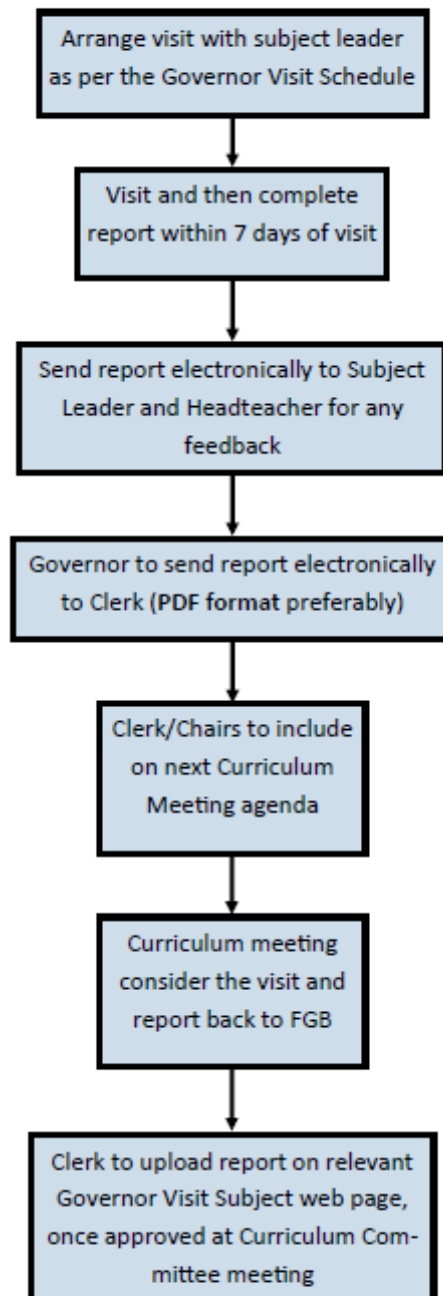 Arrange visit with subject leader
as per the Governor Visit Schedule
Visit and then complete
report within 7 days of visit
Send report electronically to Subject
Leader and Headteacher for any
feedback
Governor to send report electronically
to Clerk (PDF format preferably)
Clerk/Chairs to include
on next Curriculum
Meeting agenda
Curriculum meeting
consider the visit and
report back to FGB
Clerk to upload report on relevant
Governor Visit Subject web page,
once approved at Curriculum Com-
mittee meeting